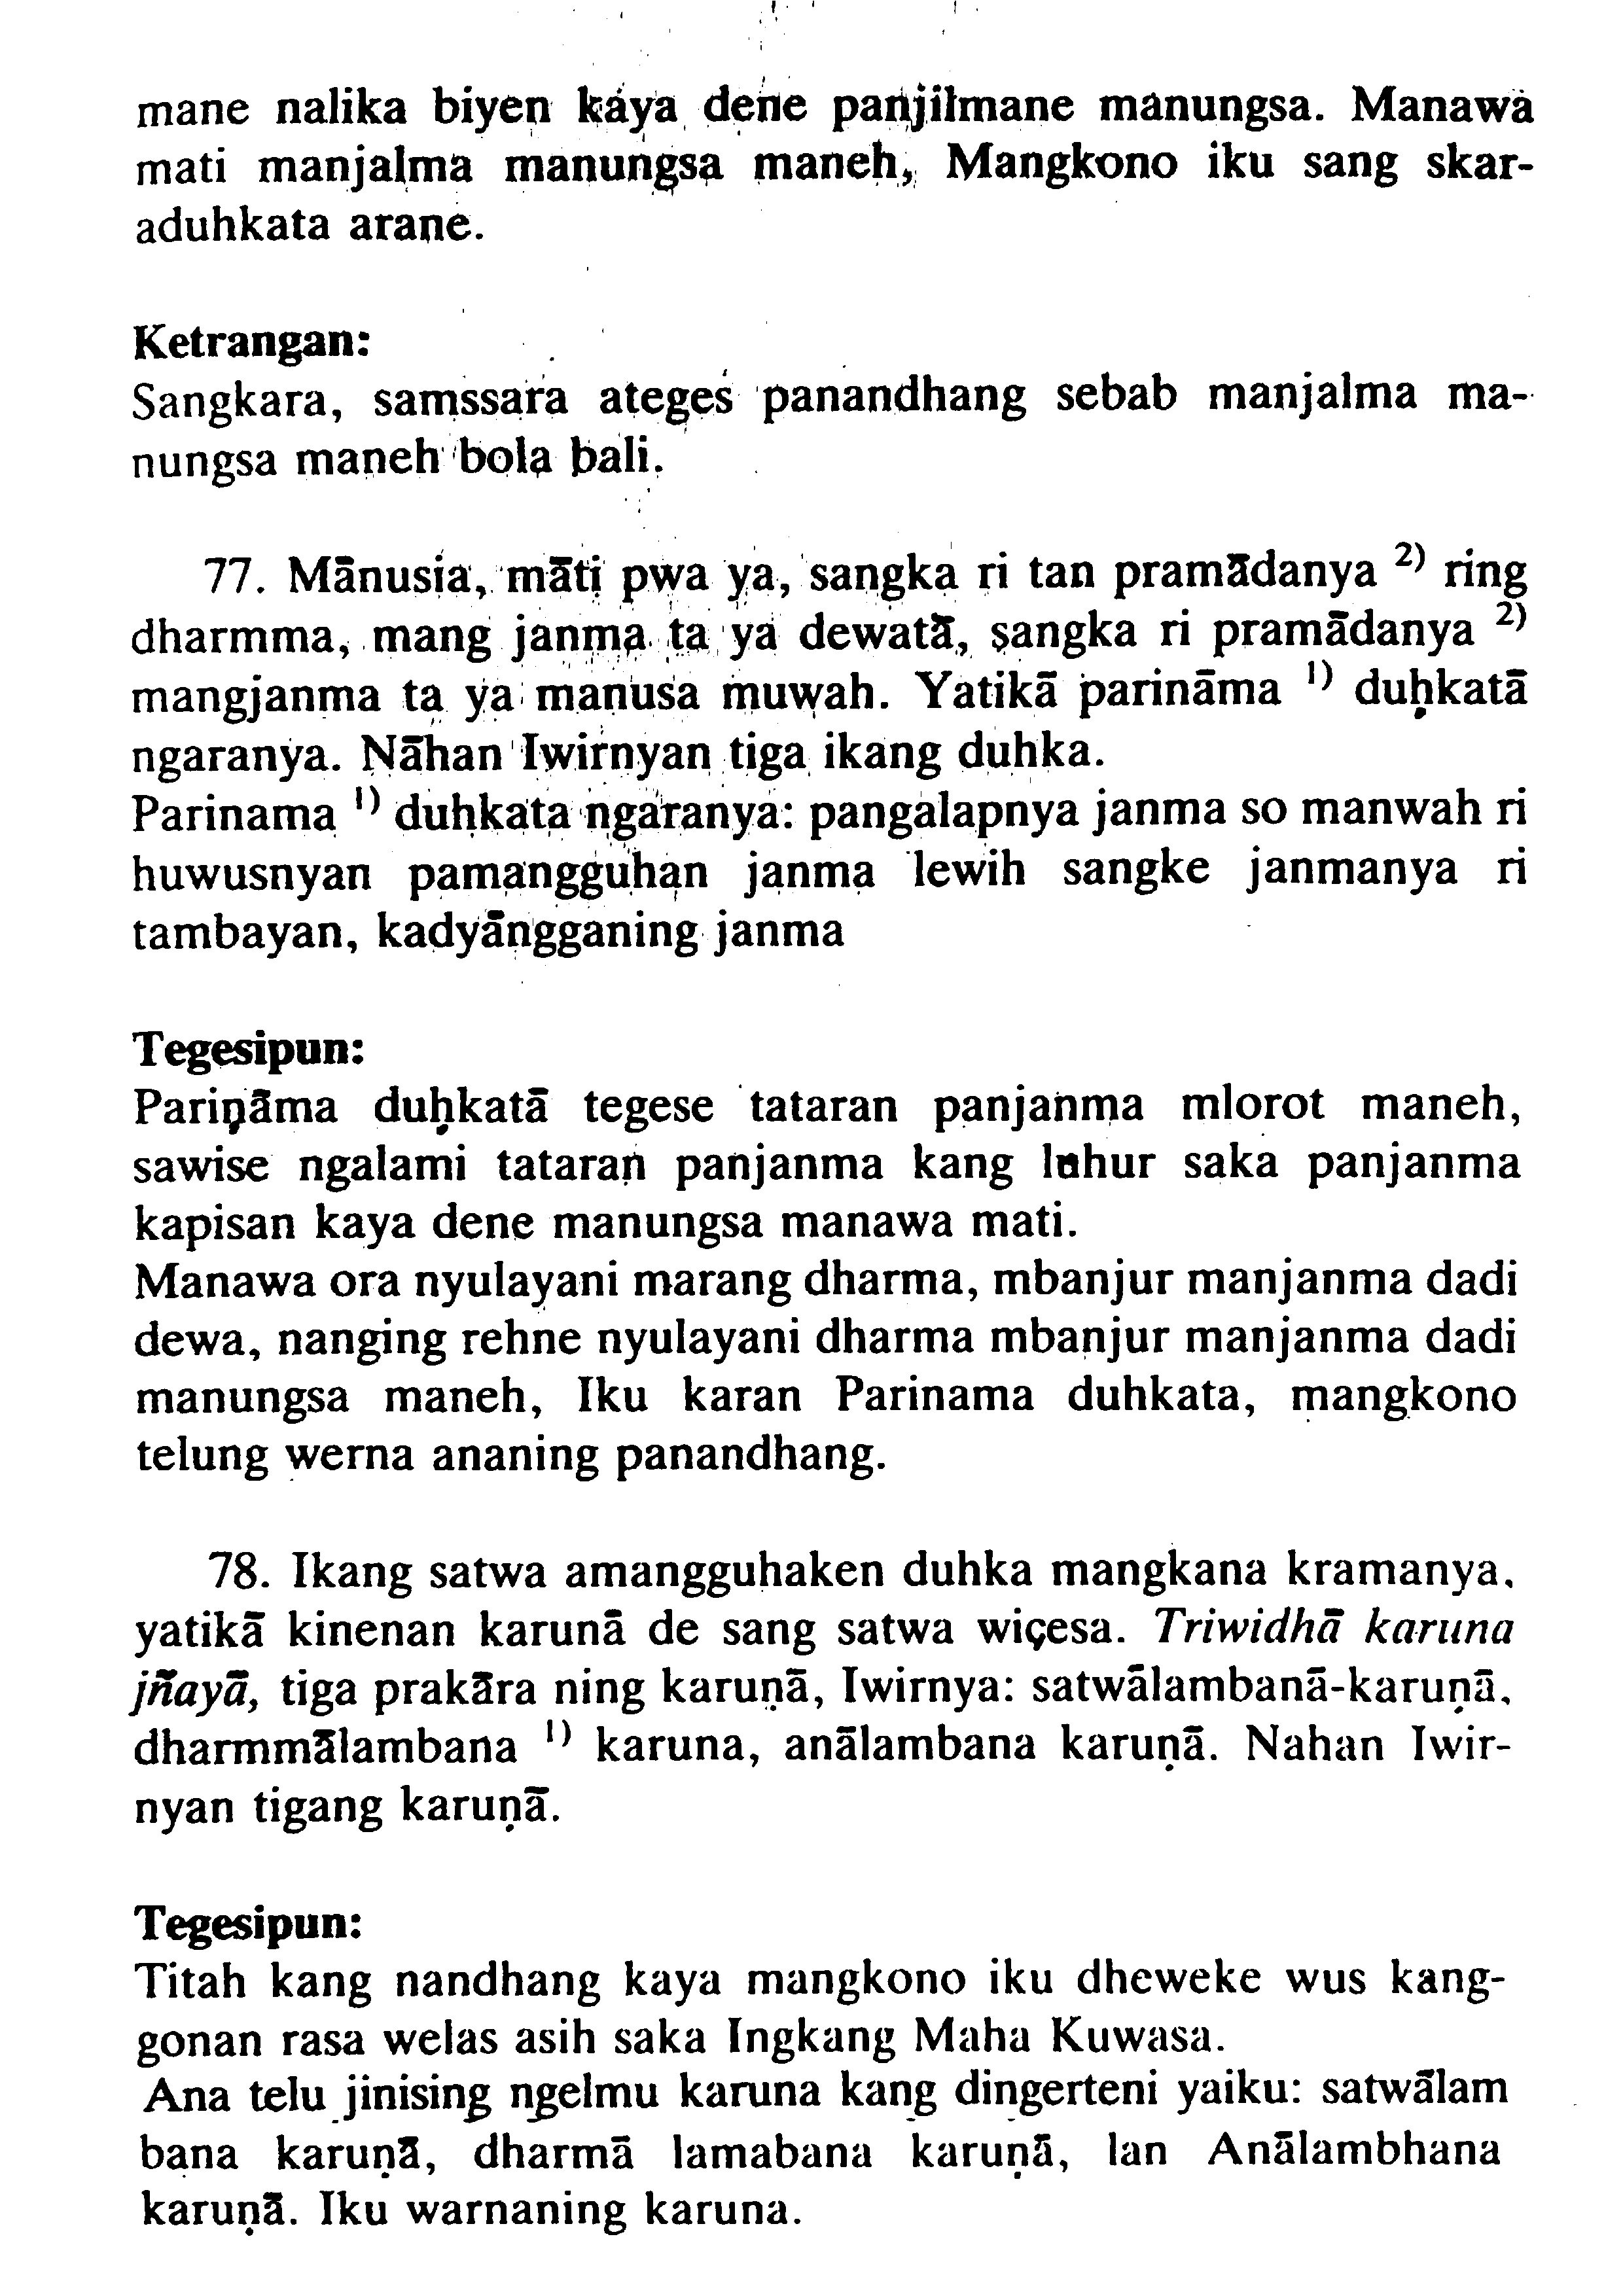 mane nalika biyen kaya dene panjilmane manungsa. Manawa
mati manjalma manungsa maneh, Mangkono iku sang skar-
aduhkata arane.
Ketrangan:
Sangkara, samssara ateges panandhang sebab manjalma ma-
nungsa maneh bola bali.
77. Mānusia, māti pwa ya, sangka ri tan pramādanya ²⁾ ring
dharmma, mang janma ta ya dewatā, sangka ri pramādanya ²⁾
mangjanma ta ya manusa muwah. Yatikā parināma ¹⁾ duḥkatā
ngaranya. Nāhan Iwirnyan tiga ikang duhka.
Parinama ¹⁾ duhkata ngaranya: pangalapnya janma so manwah ri
huwusnyan pamangguhan janma lewih sangke janmanya ri
tambayan, kadyāngganing janma
Tegesipun:
Pariṇāma duḥkatā tegese tataran panjanma mlorot maneh,
sawise ngalami tataran panjanma kang luhur saka panjanma
kapisan kaya dene manungsa manawa mati.
Manawa ora nyulayani marang dharma, mbanjur manjanma dadi
dewa, nanging rehne nyulayani dharma mbanjur manjanma dadi
manungsa maneh, Iku karan Parinama duhkata, mangkono
telung werna ananing panandhang.
78. Ikang satwa amangguhaken duhka mangkana kramanya,
yatikā kinenan karunā de sang satwa wiçesa. Triwidhā karuna
jñayā, tiga prakāra ning karuṇā, Iwirnya: satwālambanā-karuṇā,
dharmmālambana ¹⁾ karuna, anālambana karuṇā. Nahan Iwir-
nyan tigang karuṇā.
Tegesipun:
Titah kang nandhang kaya mangkono iku dheweke wus kang-
gonan rasa welas asih saka Ingkang Maha Kuwasa.
Ana telu jinising ngelmu karuna kang dingerteni yaiku: satwālam
bana karuṇā, dharmā lamabana karuṇā, lan Anālambhana
karuṇā. Iku warnaning karuna.